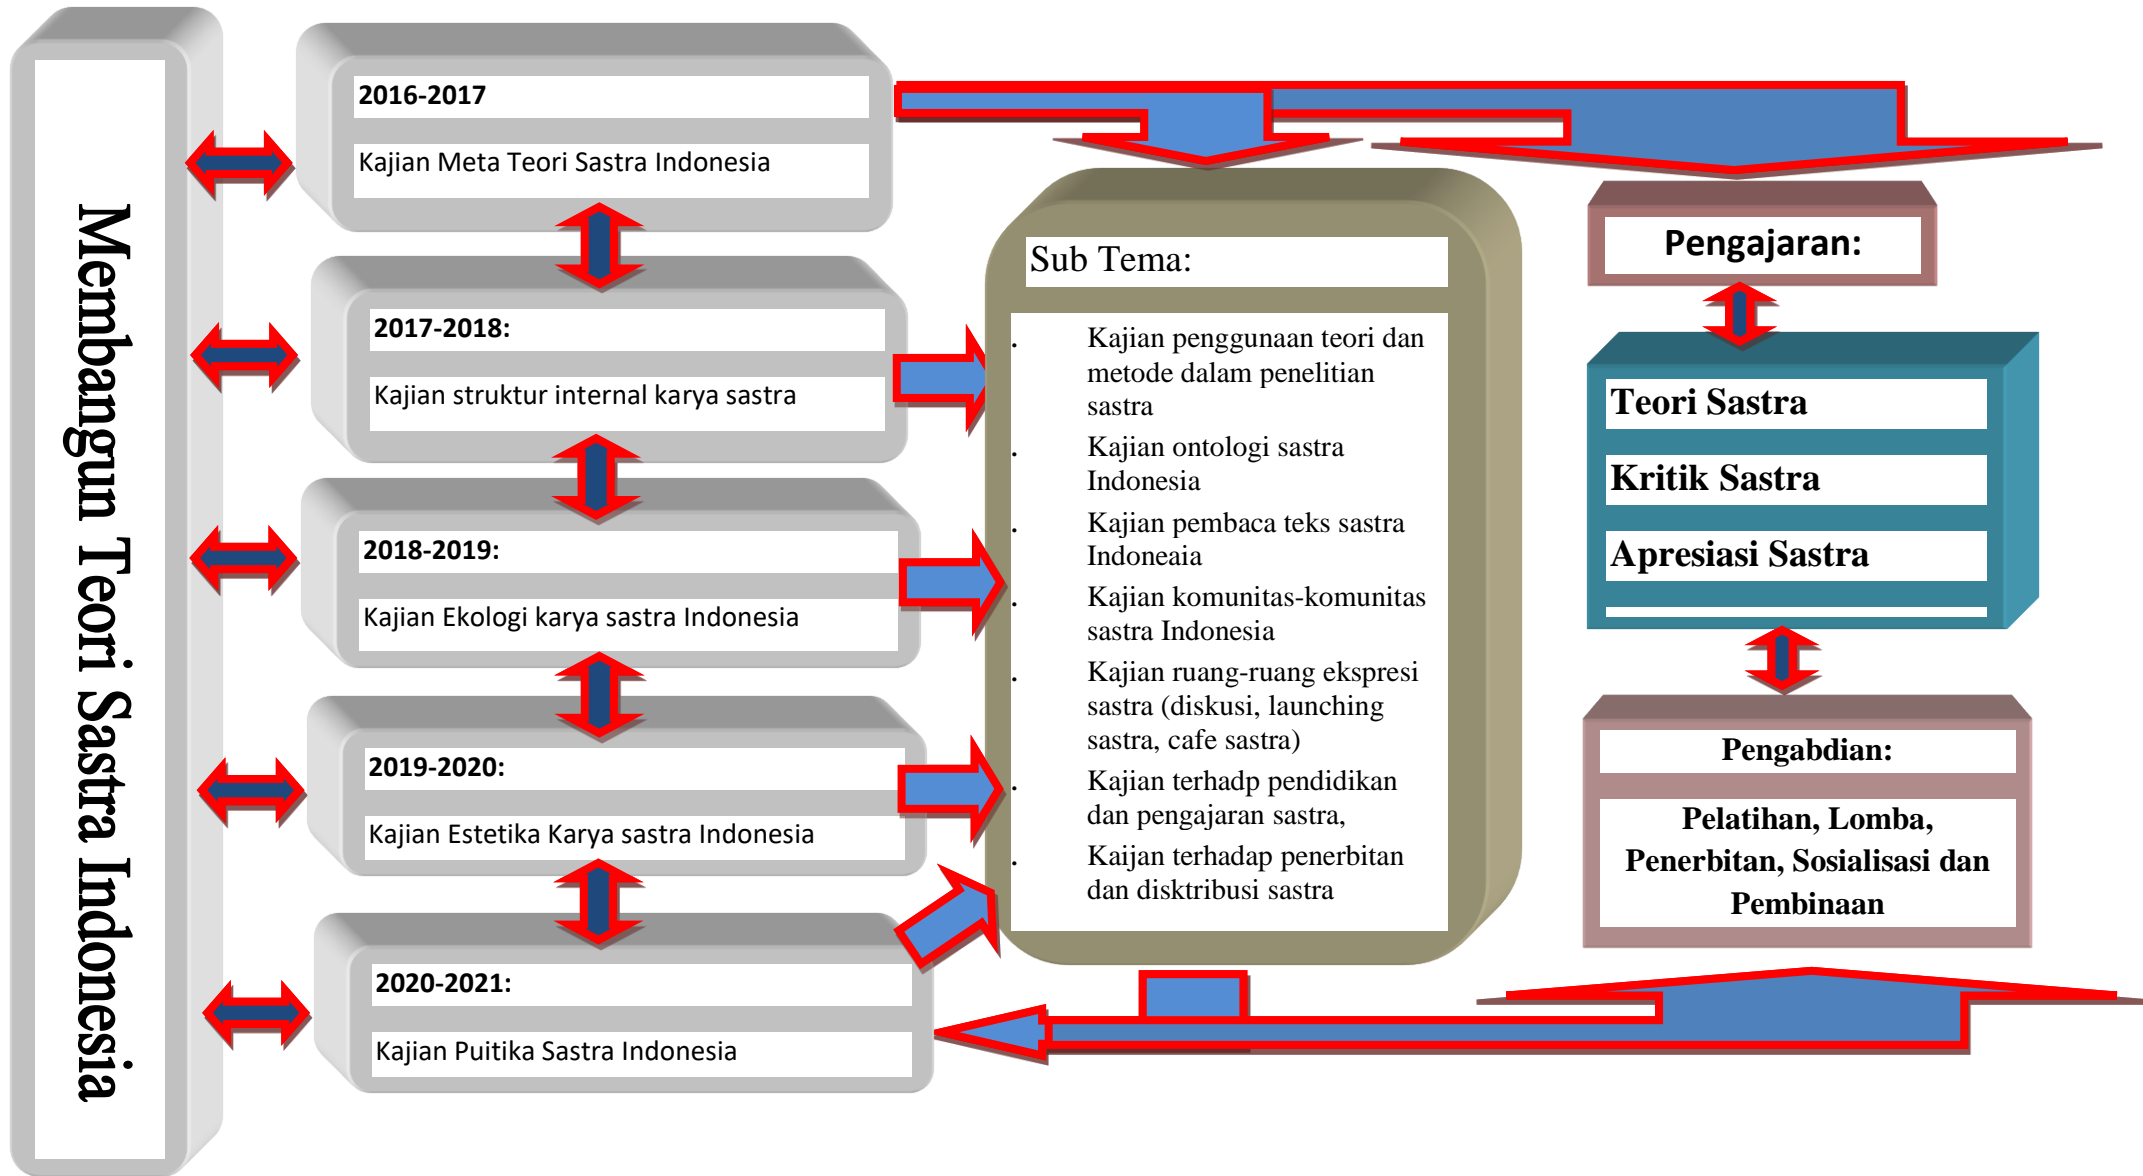 Membangun Teori Sastra Indonesia
2016-2017
Kajian Meta Teori Sastra Indonesia
2017-2018:
Kajian struktur internal karya sastra
2018-2019:
Kajian Ekologi karya sastra Indonesia
2019-2020:
Kajian Estetika Karya sastra Indonesia
2020-2021:
Kajian Puitika Sastra Indonesia
Sub Tema:
. Kajian penggunaan teori dan
metode dalam penelitian
sastra
. Kajian ontologi sastra
Indonesia
. Kajian pembaca teks sastra
Indoneaia
. Kajian komunitas-komunitas
sastra Indonesia
. Kajian ruang-ruang ekspresi
sastra (diskusi, launching
sastra, cafe sastra)
. Kajian terhadp pendidikan
dan pengajaran sastra,
. Kaijan terhadap penerbitan
dan disktribusi sastra
Pengajaran:
Teori Sastra
Kritik Sastra
Apresiasi Sastra
Pengabdian:
Pelatihan, Lomba,
Penerbitan, Sosialisasi dan
Pembinaan